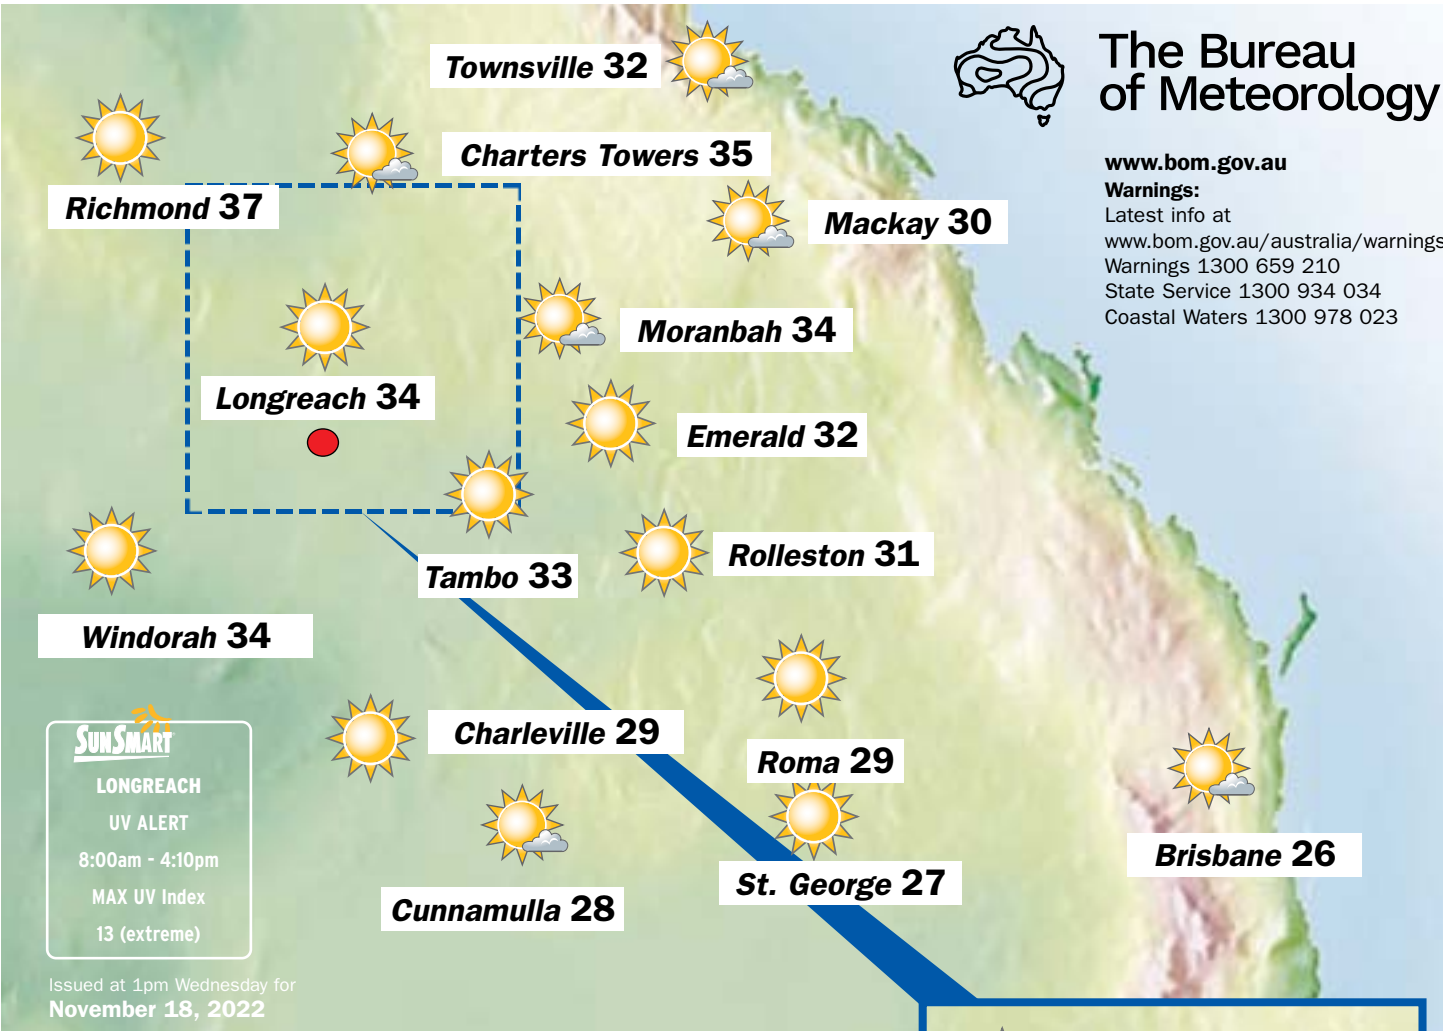 The Bureau
of Meteorology
www.bom.gov.au
Warnings:
Latest info at
www.bom.gov.au/australia/warnings
Warnings 1300 659 210
State Service 1300 934 034
Coastal Waters 1300 978 023
Townsville 32
Charters Towers 35
Richmond 37
Mackay 30
Moranbah 34
Longreach 34
Emerald 32
Rolleston 31
Tambo 33
Windorah 34
Charleville 29
Roma 29
Brisbane 26
St. George 27
Cunnamulla 28
SUNSMART
LONGREACH
UV ALERT
8:00am - 4:10pm
MAX UV Index
13 (extreme)
Issued at 1pm Wednesday for
November 18, 2022